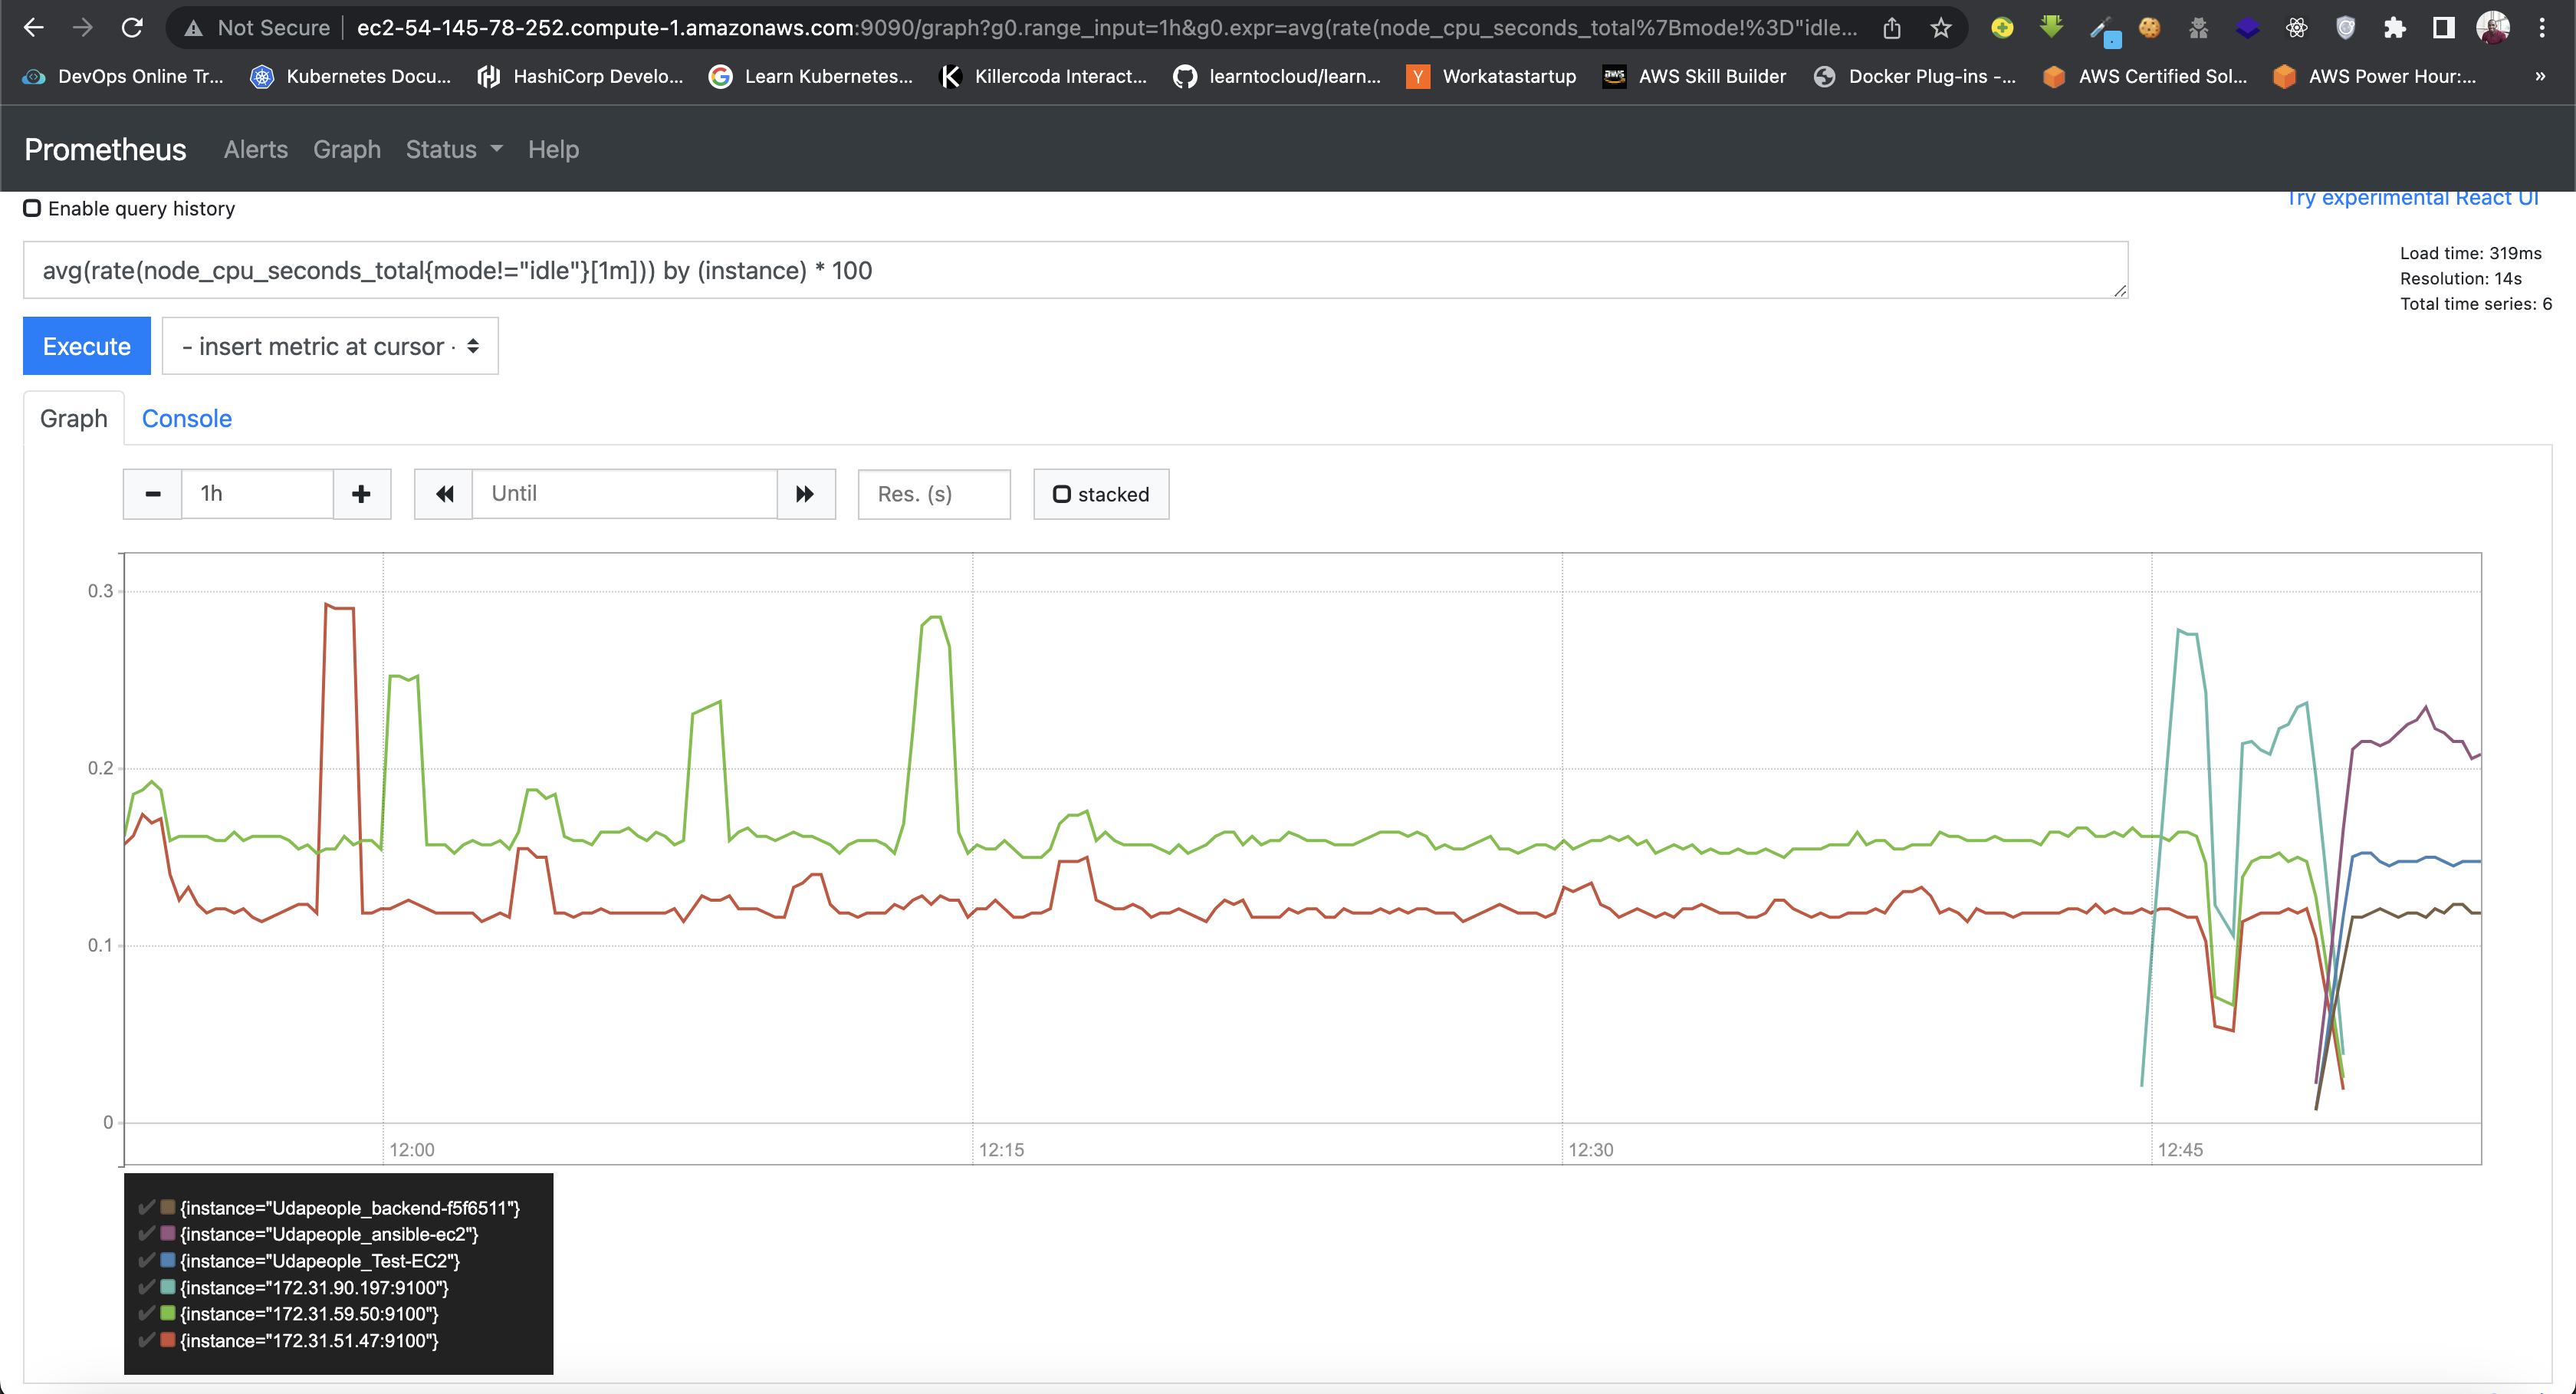 Not Secure ec2-54-145-78-252.compute-1.amazonaws.com:9090/graph?g0.range_input=1h&g0.expr=avg(rate(node_cpu_seconds_total%7Bmode!%3D"idle...
DevOps Online Tr... Kubernetes Docu... HashiCorp Develo... Learn Kubernetes... Killercoda Interact... learntocloud/learn... Workatastartup AWS Skill Builder Docker Plug-ins -... AWS Certified Sol... AWS Power Hour:... »
Prometheus Alerts Graph Status Help
Enable query history
Try experimental React UI
avg(rate(node_cpu_seconds_total{mode!="idle"}[1m])) by (instance) * 100
Load time: 319ms
Resolution: 14s
Total time series: 6
Execute - insert metric at cursor -
Graph Console
1h Until Res. (s) stacked
0.3
0.2
0.1
0
12:00 12:15 12:30 12:45
{instance="Udapeople_backend-f5f6511"}
{instance="Udapeople_ansible-ec2"}
{instance="Udapeople_Test-EC2"}
{instance="172.31.90.197:9100"}
{instance="172.31.59.50:9100"}
{instance="172.31.51.47:9100"}